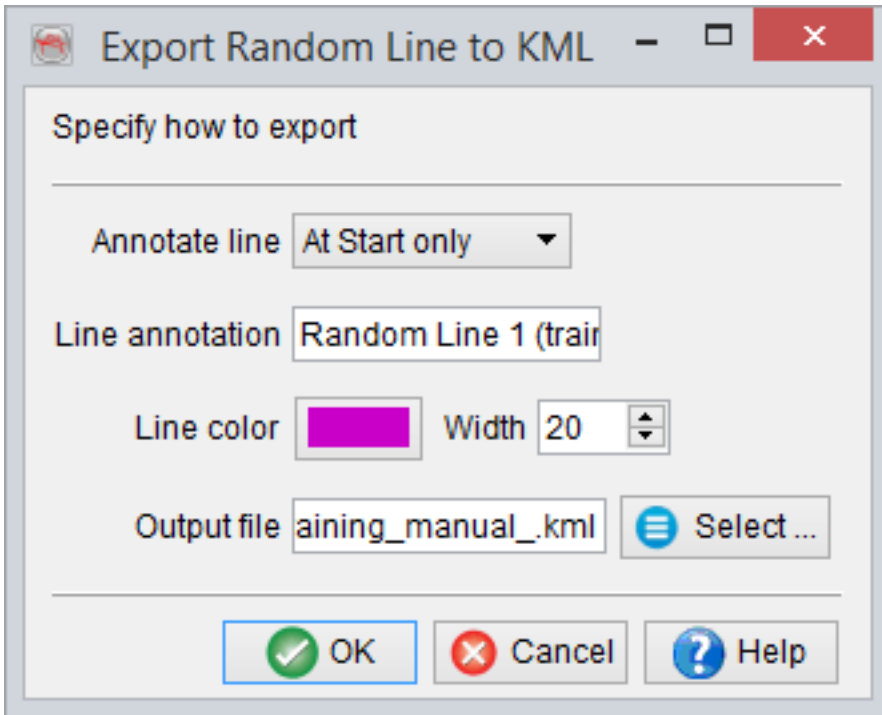 Export Random Line to KML
Specify how to export
Annotate line At Start only
Line annotation Random Line 1 (train
Line color Width 20
Output file aining_manual_.kml Select ...
OK Cancel Help